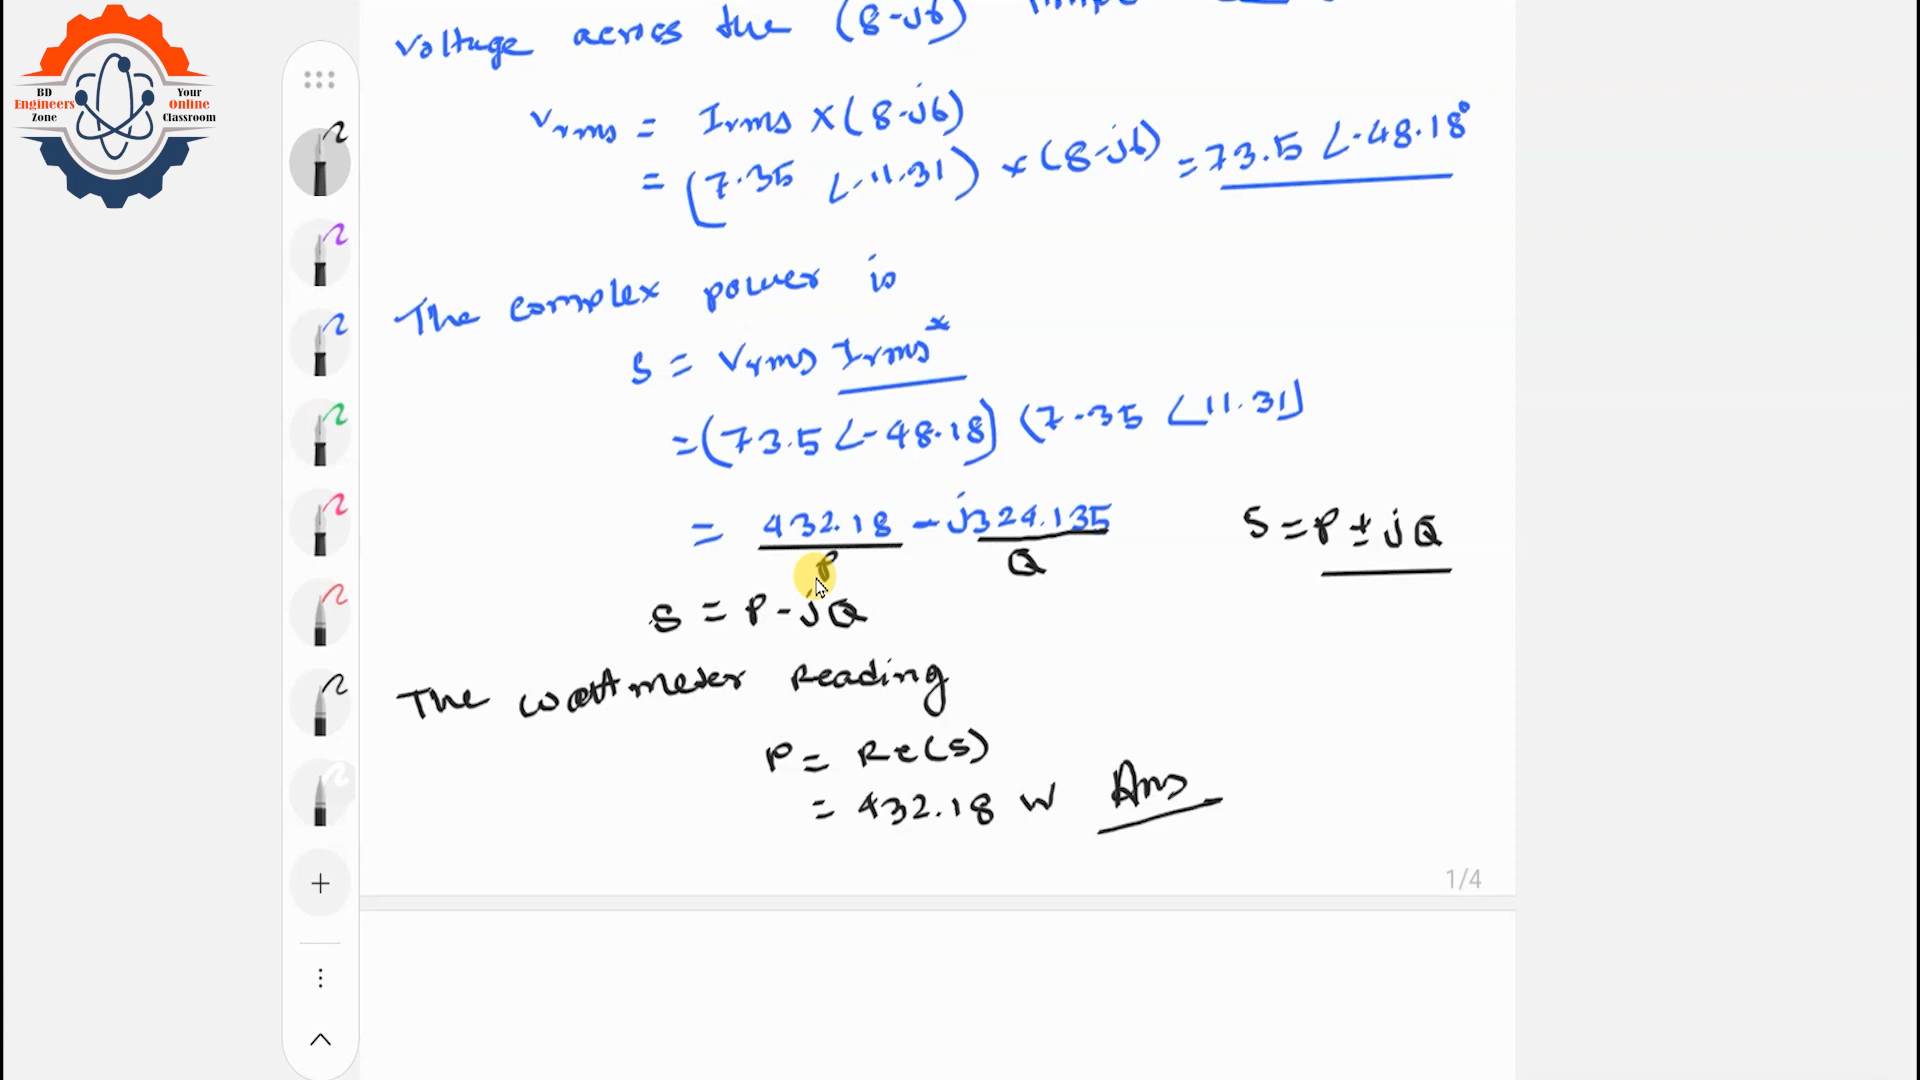 BD
Engineers
Zone
Your
Online
Classroom
voltage across the (8-j6)
Vrms = Irms × (8-j6)
= (7.35 ∠-11.31) × (8-j6) = 73.5 ∠-48.18°
The complex power is
S = Vrms Irms*
= (73.5 ∠-48.18) (7.35 ∠11.31)
= 432.18 - j324.135
P Q
S = P ± jQ
S = P - jQ
The wattmeter Reading
P = Re(S)
= 432.18 W Ans
1/4